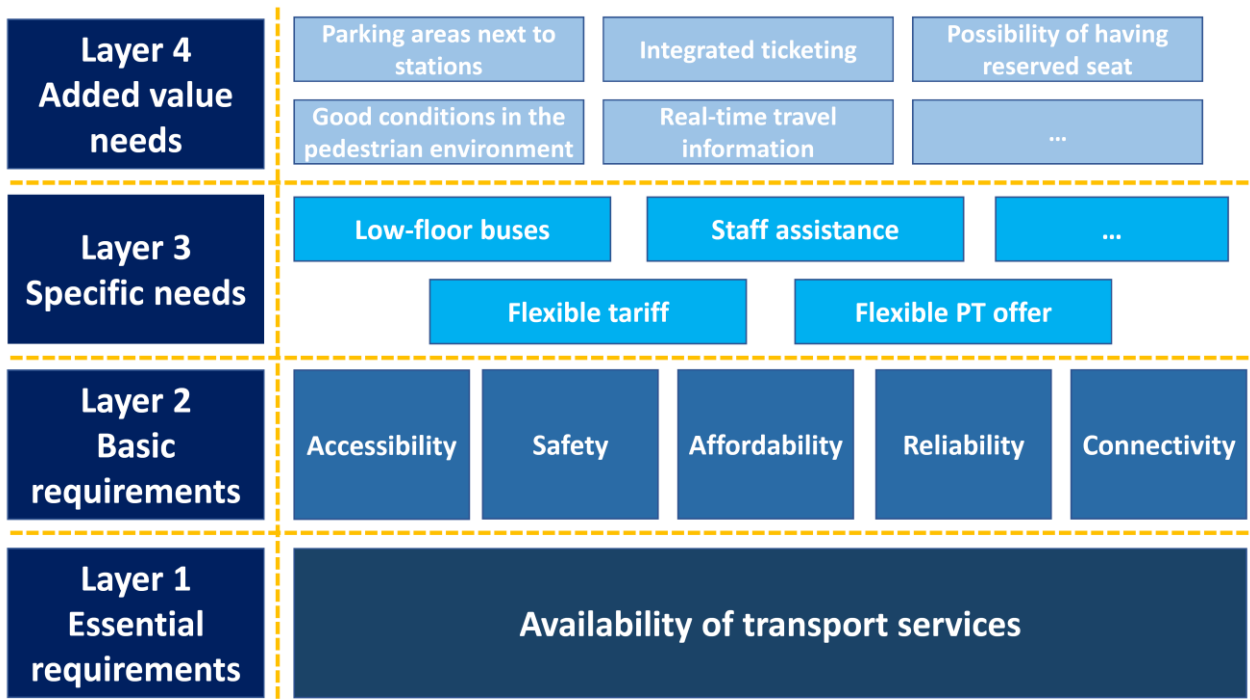 Layer 4
Added value
needs
Parking areas next to
stations
Integrated ticketing
Possibility of having
reserved seat
Good conditions in the
pedestrian environment
Real-time travel
information
…
Layer 3
Specific needs
Low-floor buses
Staff assistance
…
Flexible tariff
Flexible PT offer
Layer 2
Basic
requirements
Accessibility
Safety
Affordability
Reliability
Connectivity
Layer 1
Essential
requirements
Availability of transport services